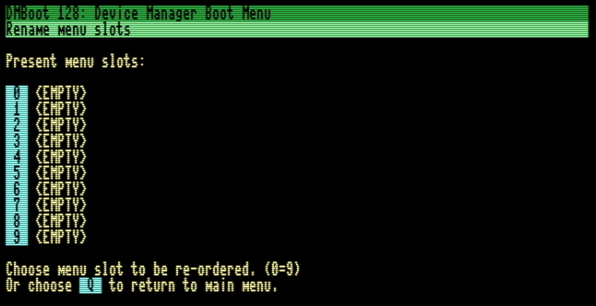 DMBoot 128: Device Manager Boot Menu
Rename menu slots
Present menu slots:
0 {EMPTY}
1 {EMPTY}
2 {EMPTY}
3 {EMPTY}
4 {EMPTY}
5 {EMPTY}
6 {EMPTY}
7 {EMPTY}
8 {EMPTY}
9 {EMPTY}
Choose menu slot to be re-ordered. (0=9)
Or choose Q to return to main menu.